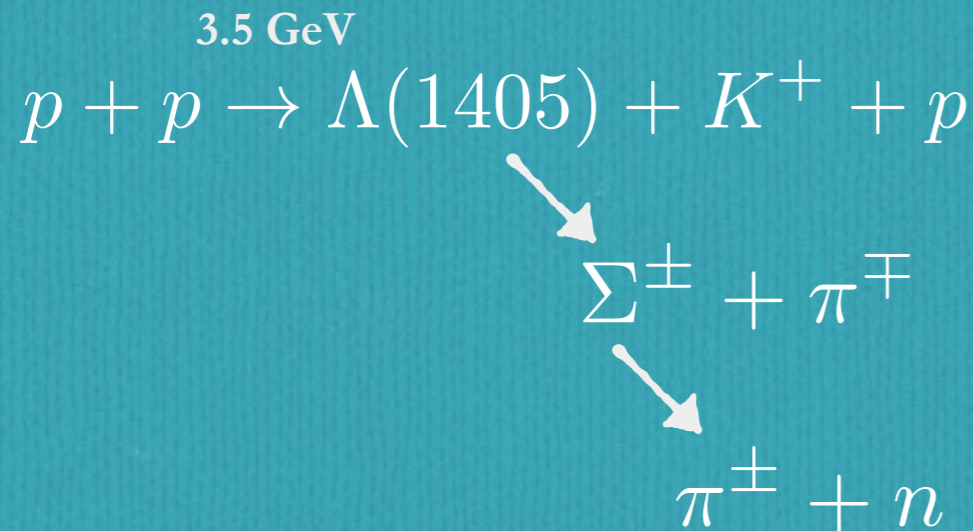 3.5 GeV
p + p → Λ(1405) + K⁺ + p
Σ^± + π^∓
π^± + n